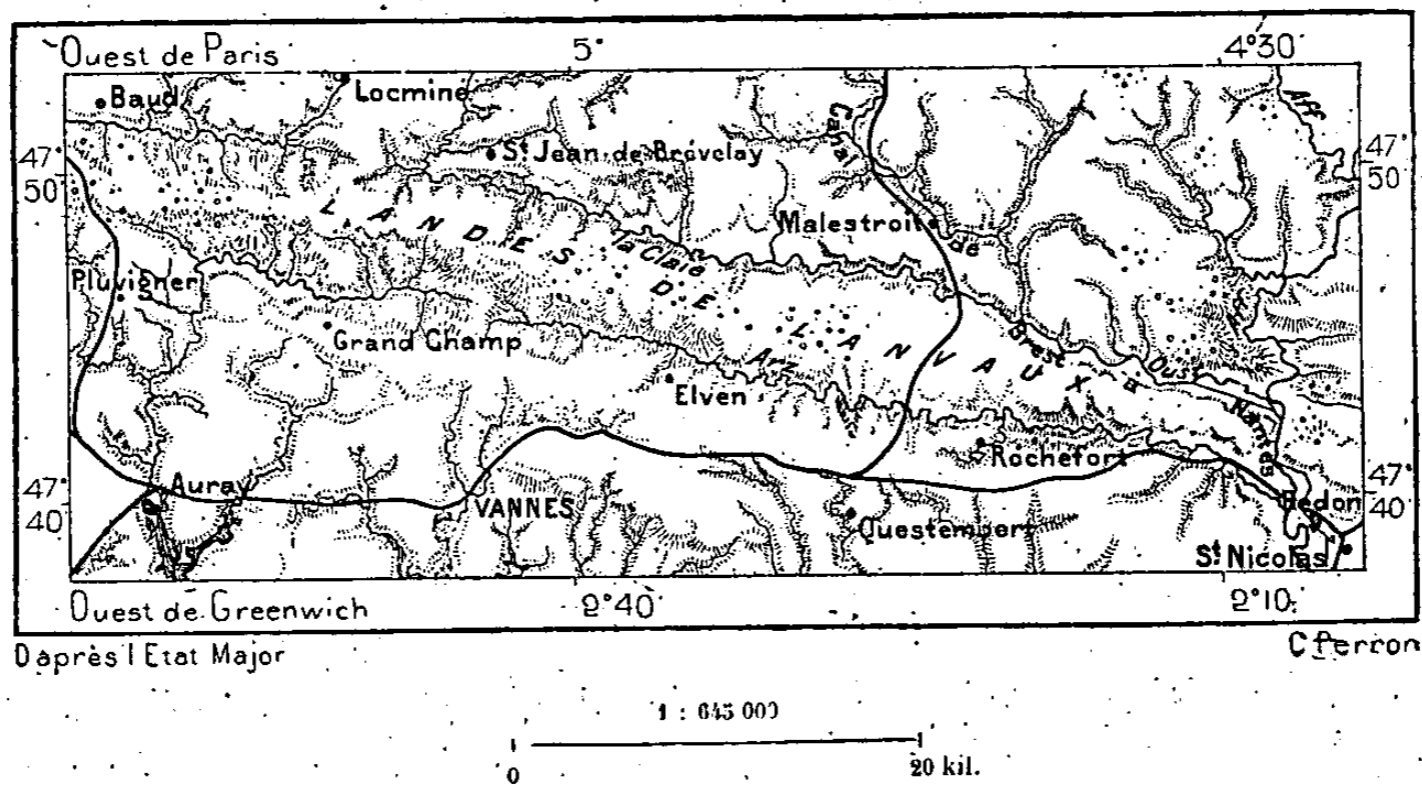 Ouest de Paris
5°
4°30'
Baud
Locminé
Aff
Canal
47°
50'
St Jean-de-Brévelay
47°
50'
LANDES DE LANVAUX
Malestroit
de
la Claie
Pluvigner
Grand Champ
Arz
Brest
à
Oust
Elven
Nantes
Rochefort
47°
40'
Auray
VANNES
Questembert
47°
40'
Redon
St Nicolas
Ouest de Greenwich
2°40'
2°10'
D'après l'Etat Major
C. Perron
1 : 645 000
0
20 kil.